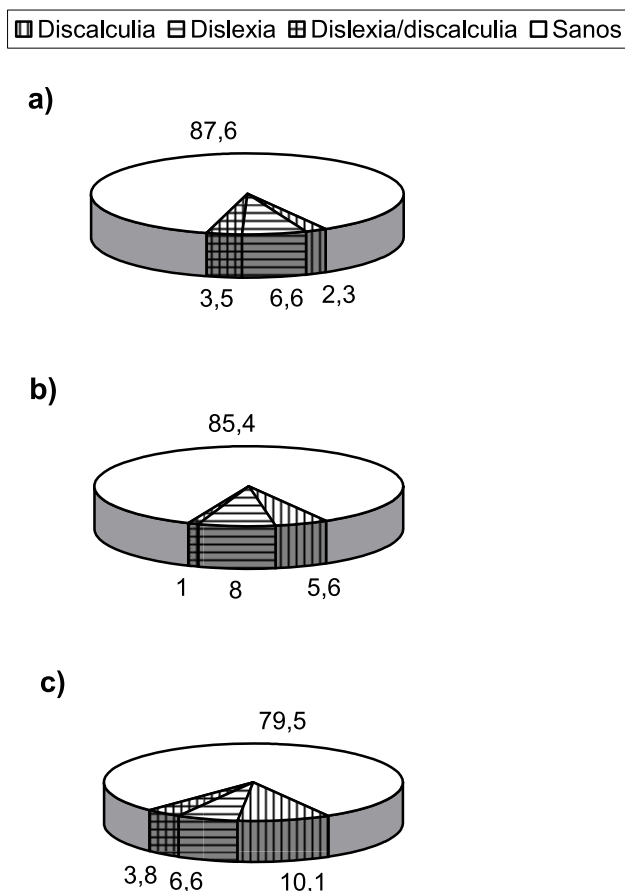 Discalculia Dislexia Dislexia/discalculia Sanos
a)
87,6
3,5 6,6 2,3
b)
85,4
1 8 5,6
c)
79,5
3,8 6,6 10,1